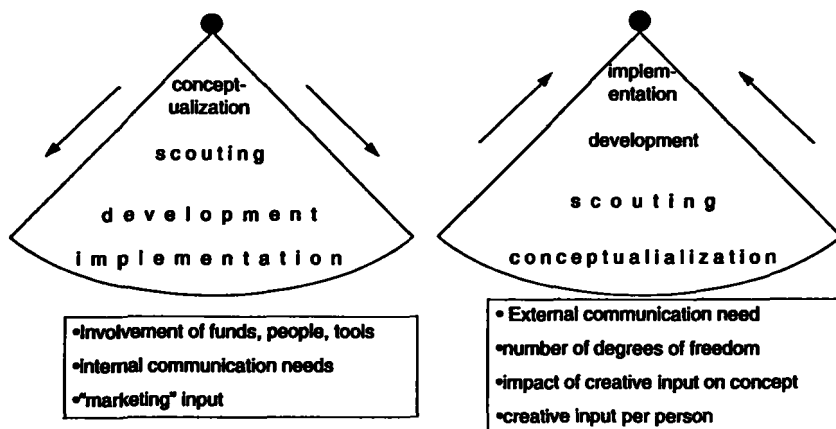 concept-
ualization
scouting
development
implementation
•Involvement of funds, people, tools
•internal communication needs
•"marketing" input
implem-
entation
development
scouting
conceptualialization
• External communication need
•number of degrees of freedom
•impact of creative input on concept
•creative input per person